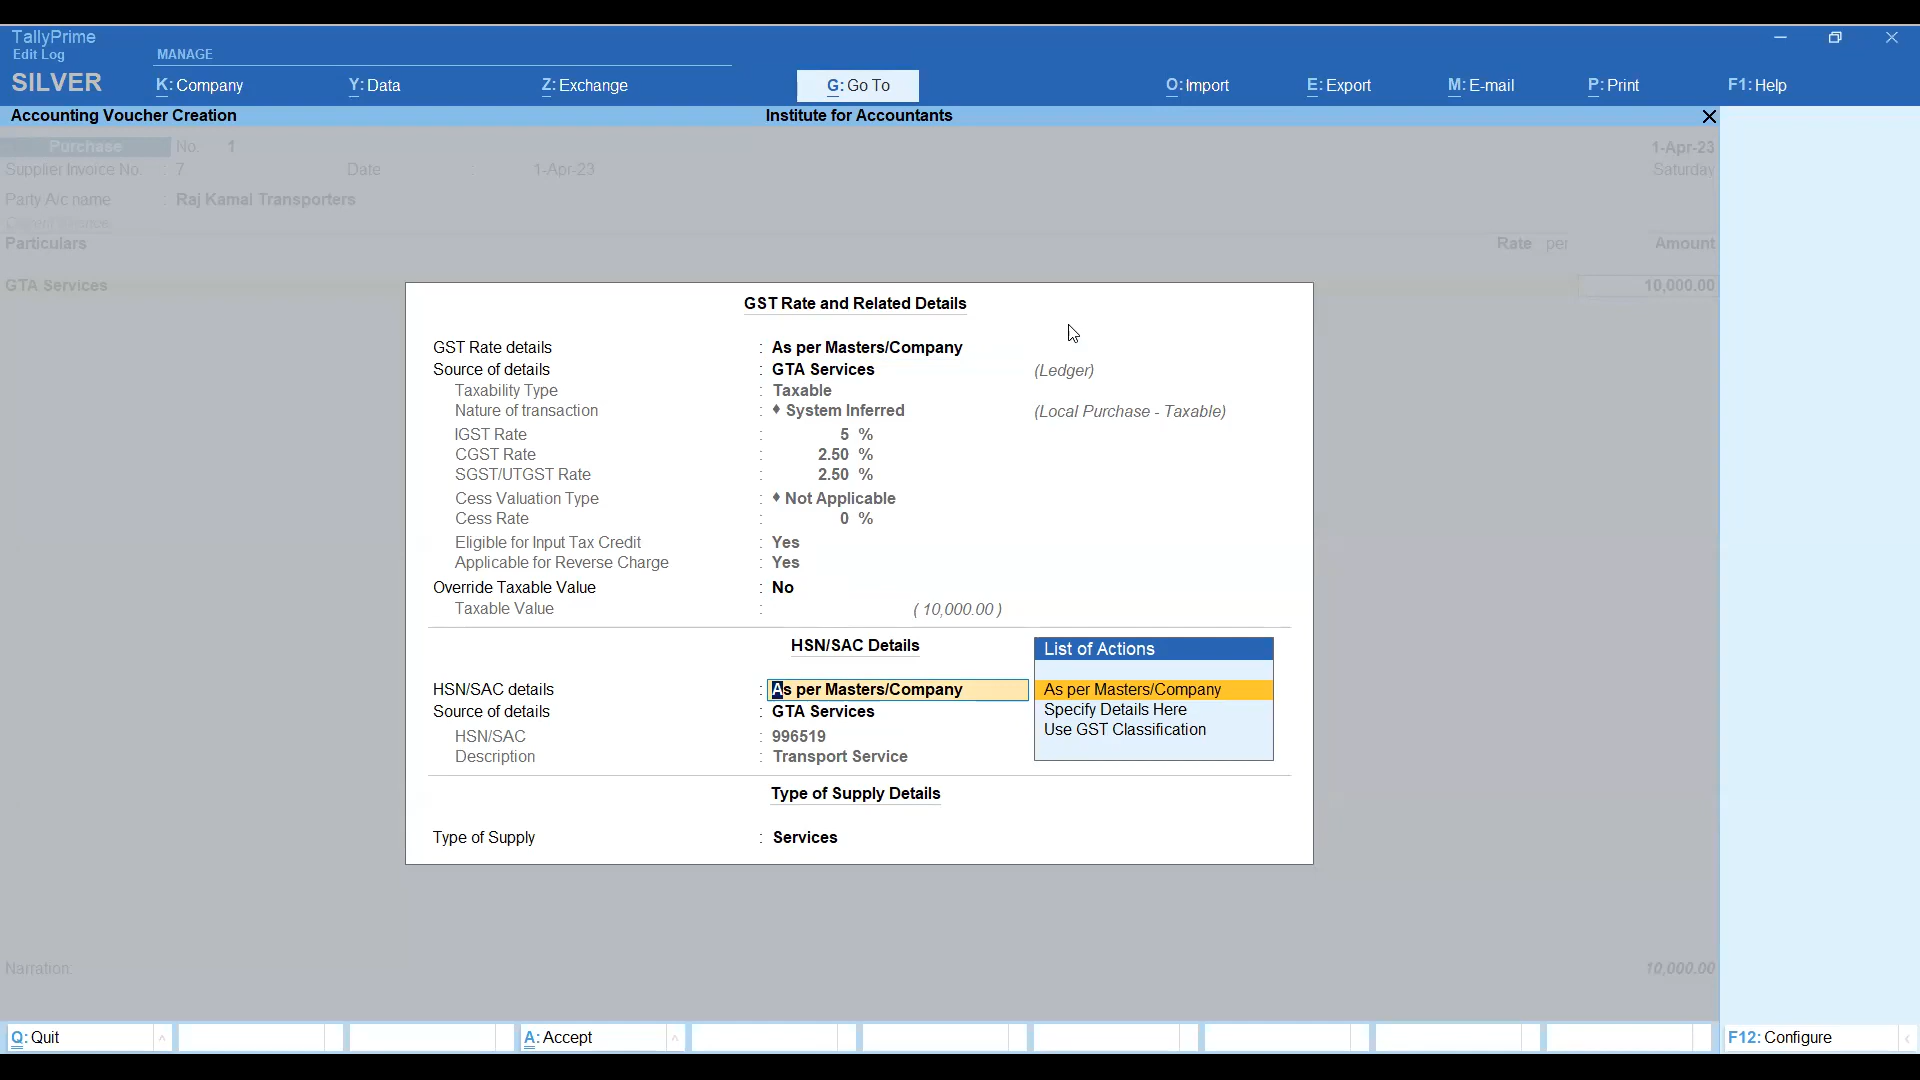 TallyPrime
Edit Log
SILVER
MANAGE
K: Company
Y: Data
Z: Exchange
G: Go To
O: Import
E: Export
M: E-mail
P: Print
F1: Help
Accounting Voucher Creation
Institute for Accountants
Purchase No. 1
1-Apr-23
Supplier Invoice No. : 7 Date : 1-Apr-23
Saturday
Party A/c name : Raj Kamal Transporters
Current balance
Particulars
Rate per
Amount
GTA Services
10,000.00
GST Rate and Related Details
GST Rate details : As per Masters/Company
Source of details : GTA Services (Ledger)
Taxability Type : Taxable
Nature of transaction : ♦ System Inferred (Local Purchase - Taxable)
IGST Rate : 5 %
CGST Rate : 2.50 %
SGST/UTGST Rate : 2.50 %
Cess Valuation Type : ♦ Not Applicable
Cess Rate : 0 %
Eligible for Input Tax Credit : Yes
Applicable for Reverse Charge : Yes
Override Taxable Value : No
Taxable Value : ( 10,000.00 )
HSN/SAC Details
HSN/SAC details : As per Masters/Company
Source of details : GTA Services
HSN/SAC : 996519
Description : Transport Service
List of Actions
As per Masters/Company
Specify Details Here
Use GST Classification
Type of Supply Details
Type of Supply : Services
Narration:
10,000.00
Q: Quit
A: Accept
F12: Configure